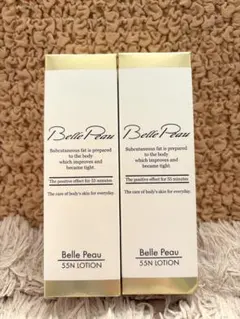 Belle Peau
Subcutaneous fat is prepared
to the body
which improves and
became tight.
The positive effect for 55 minutes
The care of body's skin for everyday.
Belle Peau
55N LOTION
Belle Peau
Subcutaneous fat is prepared
to the body
which improves and
became tight.
The positive effect for 55 minutes
The care of body's skin for everyday.
Belle Peau
55N LOTION